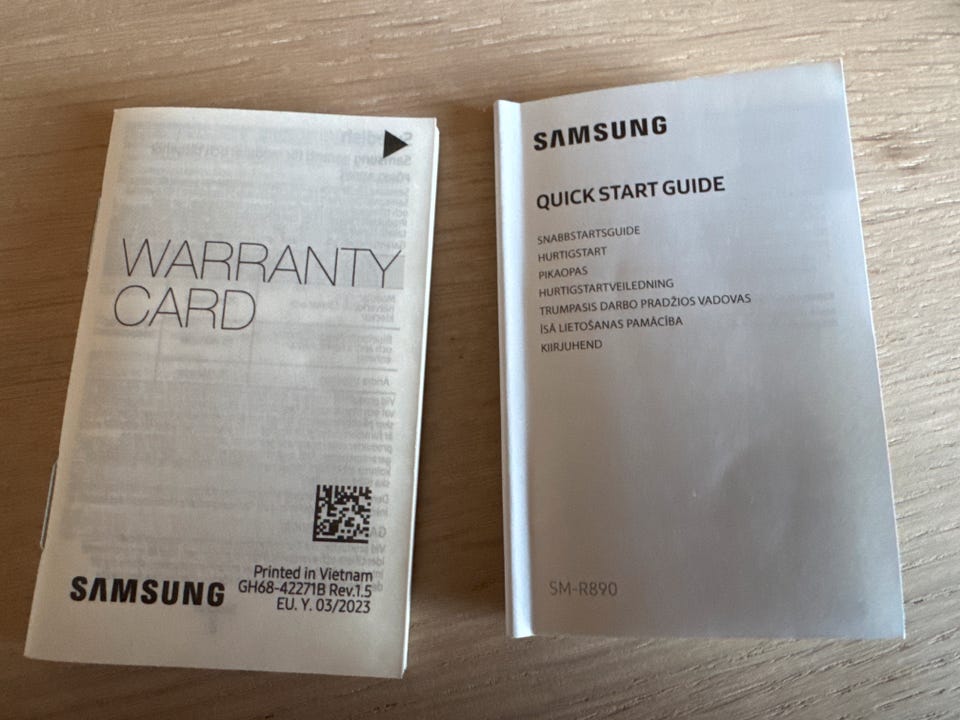 WARRANTY
CARD
SAMSUNG
Printed in Vietnam
GH68-42271B Rev.1.5
EU. Y. 03/2023
SAMSUNG
QUICK START GUIDE
SNABBSTARTSGUIDE
HURTIGSTART
PIKAOPAS
HURTIGSTARTVEILEDNING
TRUMPASIS DARBO PRADŽIOS VADOVAS
ĪSĀ LIETOŠANAS PAMĀCĪBA
KIIRJUHEND
SM-R890